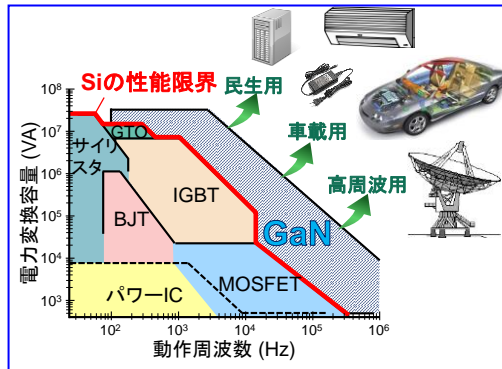 Siの性能限界
民生用
車載用
高周波用
電力変換容量 (VA)
10⁸
10⁷
10⁶
10⁵
10⁴
10³
GTO
サイリ
スタ
IGBT
BJT
GaN
MOSFET
パワーIC
10² 10³ 10⁴ 10⁵ 10⁶
動作周波数 (Hz)